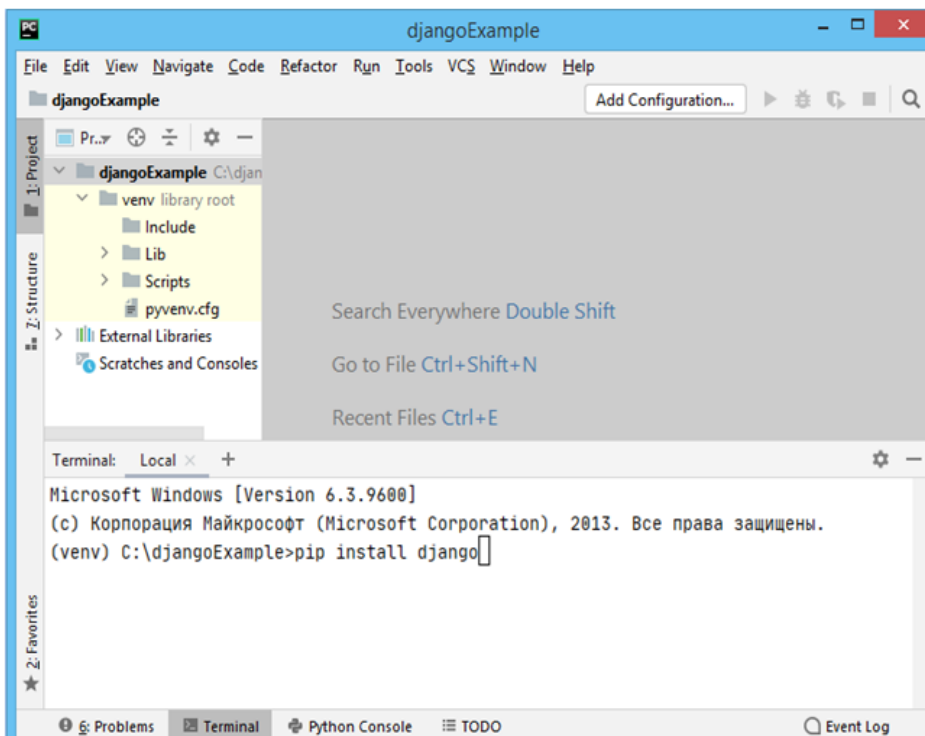 PC
djangoExample
File Edit View Navigate Code Refactor Run Tools VCS Window Help
djangoExample
Add Configuration...
1: Project
Pr..
djangoExample C:\djan
venv library root
Include
Lib
Scripts
pyvenv.cfg
External Libraries
Scratches and Consoles
7: Structure
Search Everywhere Double Shift
Go to File Ctrl+Shift+N
Recent Files Ctrl+E
Terminal: Local × +
Microsoft Windows [Version 6.3.9600]
(c) Корпорация Майкрософт (Microsoft Corporation), 2013. Все права защищены.
(venv) C:\djangoExample>pip install django
2: Favorites
6: Problems Terminal Python Console TODO Event Log